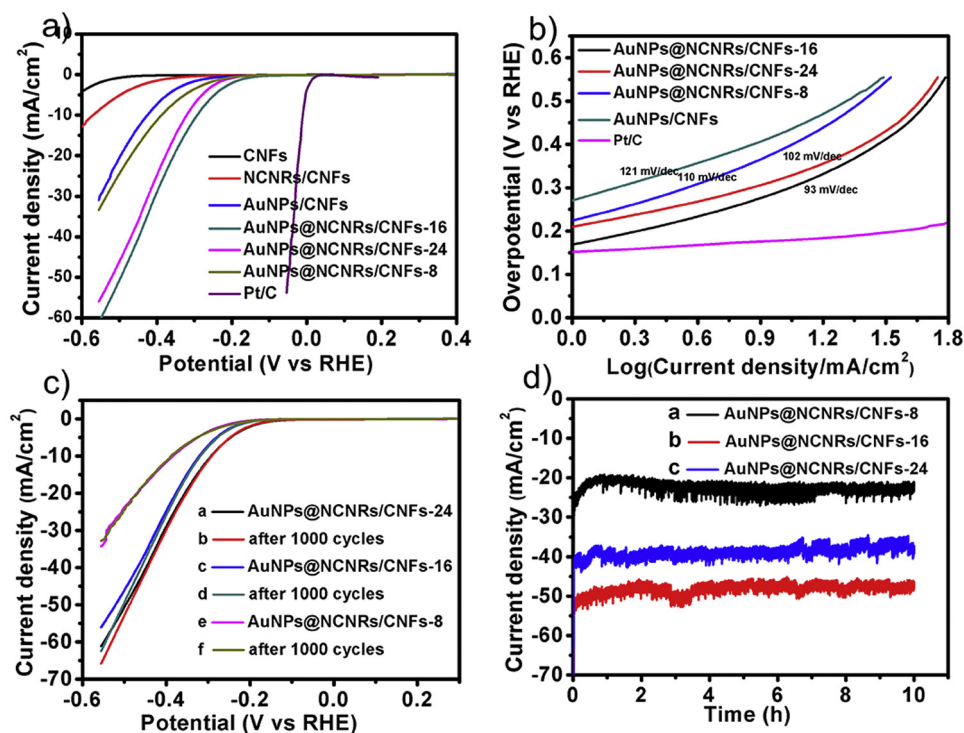 a)
Current density (mA/cm²)
0
-10
-20
-30
-40
-50
-60
CNFs
NCNRs/CNFs
AuNPs/CNFs
AuNPs@NCNRs/CNFs-16
AuNPs@NCNRs/CNFs-24
AuNPs@NCNRs/CNFs-8
Pt/C
-0.6 -0.4 -0.2 0.0 0.2 0.4
Potential (V vs RHE)
b)
Overpotential (V vs RHE)
0.6
0.5
0.4
0.3
0.2
0.1
0.0
AuNPs@NCNRs/CNFs-16
AuNPs@NCNRs/CNFs-24
AuNPs@NCNRs/CNFs-8
AuNPs/CNFs
Pt/C
121 mV/dec
110 mV/dec
102 mV/dec
93 mV/dec
0.0 0.3 0.6 0.9 1.2 1.5 1.8
Log(Current density/mA/cm²)
c)
Current density (mA/cm²)
0
-10
-20
-30
-40
-50
-60
-70
a AuNPs@NCNRs/CNFs-24
b after 1000 cycles
c AuNPs@NCNRs/CNFs-16
d after 1000 cycles
e AuNPs@NCNRs/CNFs-8
f after 1000 cycles
-0.6 -0.4 -0.2 0.0 0.2
Potential (V vs RHE)
d)
Current density (mA/cm²)
-10
-20
-30
-40
-50
-60
-70
a AuNPs@NCNRs/CNFs-8
b AuNPs@NCNRs/CNFs-16
c AuNPs@NCNRs/CNFs-24
0 2 4 6 8 10
Time (h)